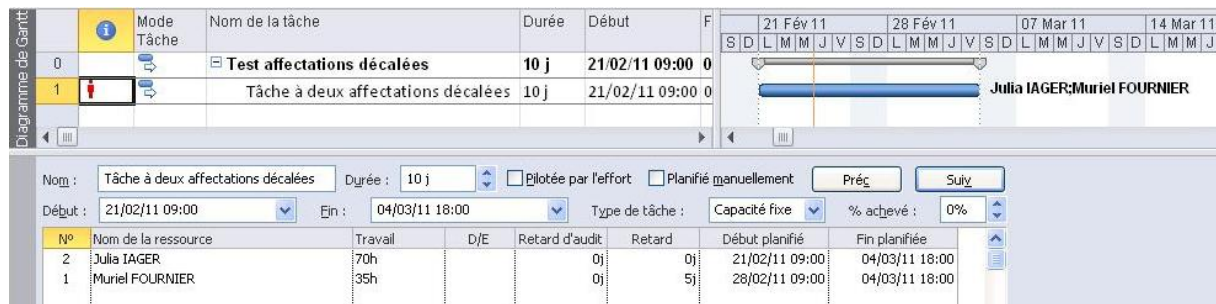 Diagramme de Gantt
Mode Tâche Nom de la tâche Durée Début F
21 Fév 11 28 Fév 11 07 Mar 11 14 Mar 11
S D L M M J V S D L M M J V S D L M M J V S D L M M J
0 Test affectations décalées 10 j 21/02/11 09:00 0
1 Tâche à deux affectations décalées 10 j 21/02/11 09:00 0
Julia IAGER;Muriel FOURNIER
Nom : Tâche à deux affectations décalées Durée : 10 j Pilotée par l'effort Planifié manuellement Préc Suiv
Début : 21/02/11 09:00 Fin : 04/03/11 18:00 Type de tâche : Capacité fixe % achevé : 0%
N° Nom de la ressource Travail D/E Retard d'audit Retard Début planifié Fin planifiée
2 Julia IAGER 70h 0j 0j 21/02/11 09:00 04/03/11 18:00
1 Muriel FOURNIER 35h 0j 5j 28/02/11 09:00 04/03/11 18:00